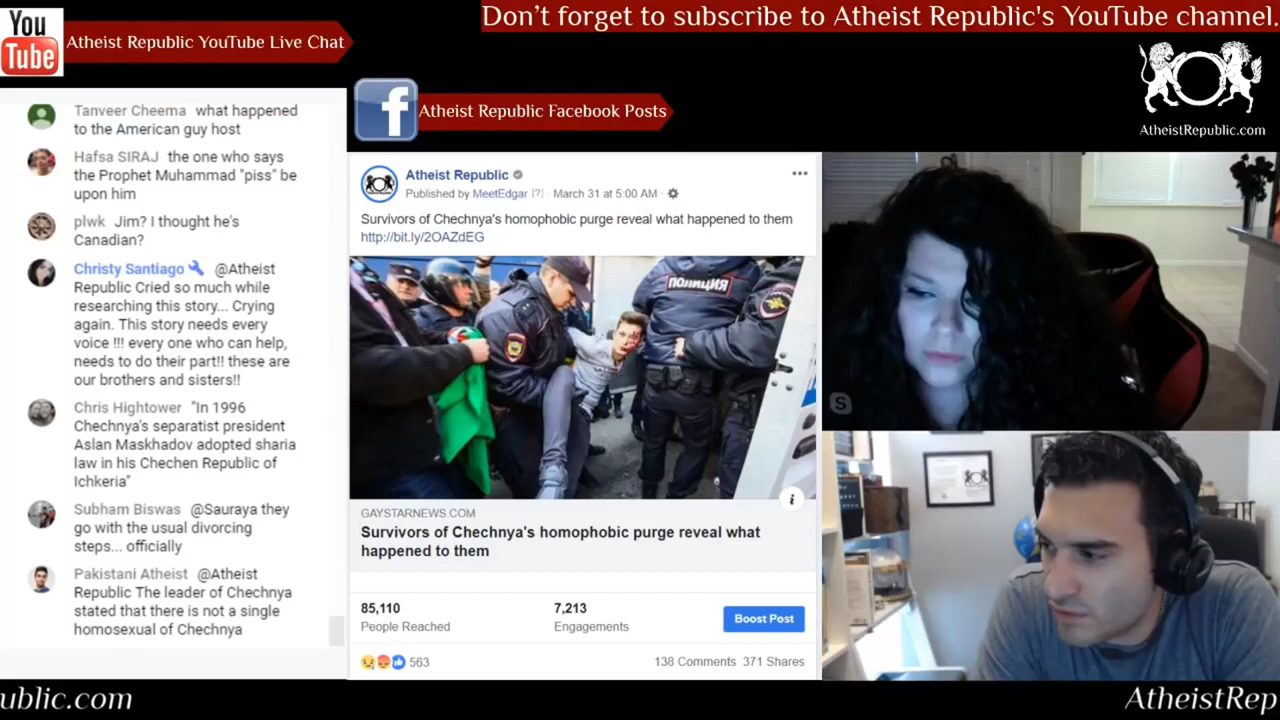 You
Tube
Atheist Republic YouTube Live Chat
Don't forget to subscribe to Atheist Republic's YouTube channel.
AtheistRepublic.com
Atheist Republic Facebook Posts
Tanveer Cheema what happened
to the American guy host
Hafsa SIRAJ the one who says
the Prophet Muhammad "piss" be
upon him
plwk Jim? I thought he's
Canadian?
Christy Santiago @Atheist
Republic Cried so much while
researching this story... Crying
again. This story needs every
voice !!! every one who can help,
needs to do their part!! these are
our brothers and sisters!!
Chris Hightower "In 1996
Chechnya's separatist president
Aslan Maskhadov adopted sharia
law in his Chechen Republic of
Ichkeria"
Subham Biswas @Sauraya they
go with the usual divorcing
steps... officially
Pakistani Atheist @Atheist
Republic The leader of Chechnya
stated that there is not a single
homosexual of Chechnya
f
Atheist Republic
Published by MeetEdgar [?] · March 31 at 5:00 AM ·
Survivors of Chechnya's homophobic purge reveal what happened to them
http://bit.ly/2OAZdEG
ПОЛИЦИЯ
i
GAYSTARNEWS.COM
Survivors of Chechnya's homophobic purge reveal what
happened to them
85,110
People Reached
7,213
Engagements
Boost Post
563
138 Comments 371 Shares
S
ublic.com
AtheistRep